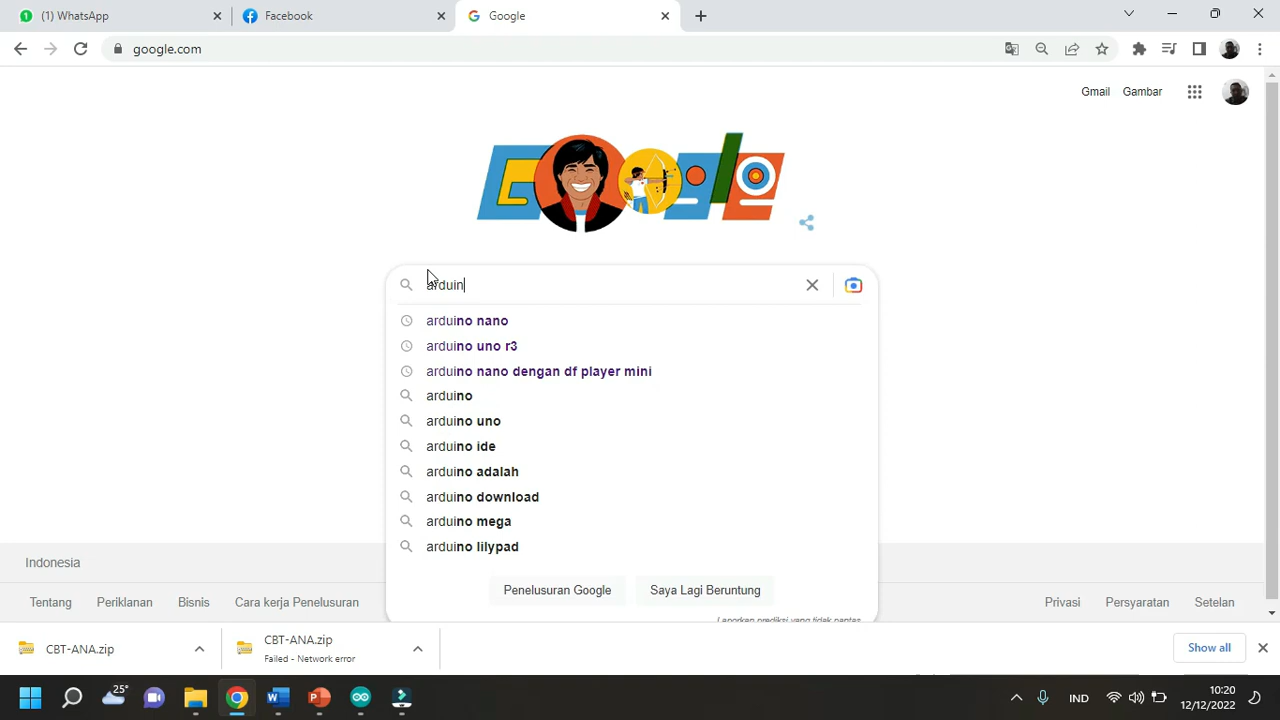 (1) WhatsApp
Facebook
Google
google.com
Gmail
Gambar
Google
arduin
arduino nano
arduino uno r3
arduino nano dengan df player mini
arduino
arduino uno
arduino ide
arduino adalah
arduino download
arduino mega
arduino lilypad
Penelusuran Google
Saya Lagi Beruntung
Laporkan prediksi yang tidak pantas
Indonesia
Tentang
Periklanan
Bisnis
Cara kerja Penelusuran
Privasi
Persyaratan
Setelan
CBT-ANA.zip
CBT-ANA.zip
Failed - Network error
Show all
25°
IND
10:20
12/12/2022